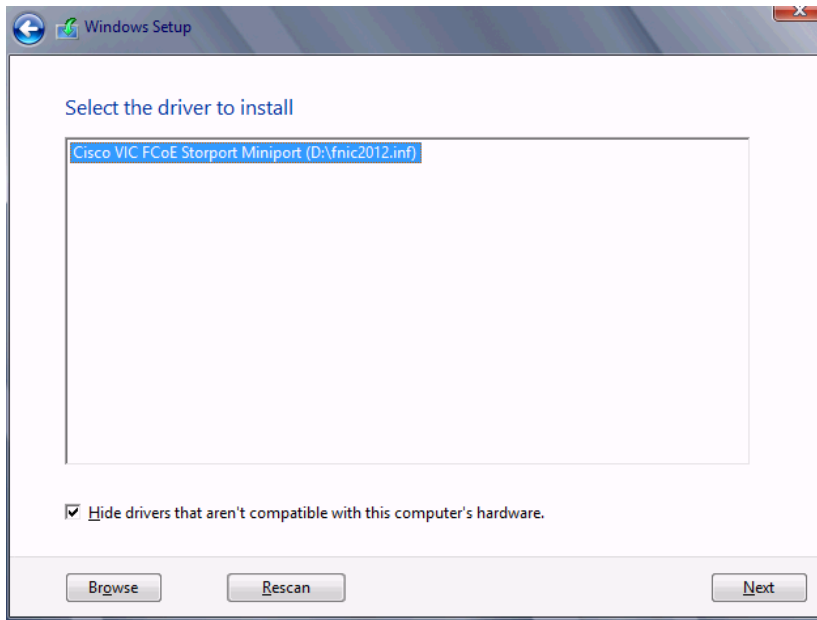 Windows Setup
Select the driver to install
Cisco VIC FCoE Storport Miniport (D:\fnic2012.inf)
Hide drivers that aren't compatible with this computer's hardware.
Browse
Rescan
Next